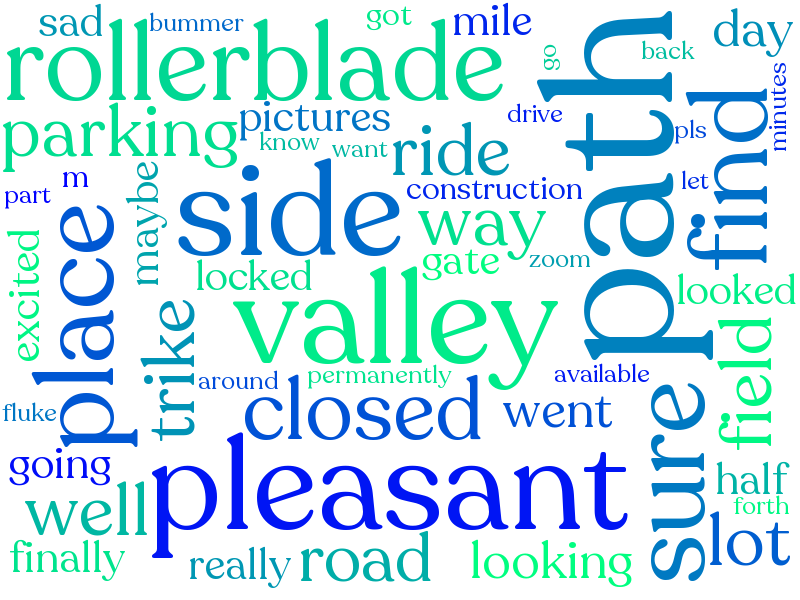 sad
bummer
got
mile
day
rollerblade
go
back
path
minutes
parking
pictures
drive
know
want
ride
pls
find
part
m
maybe
side
construction
let
place
way
excited
locked
gate
zoom
looked
valley
trike
around
permanently
available
sure
field
fluke
closed
went
going
pleasant
half
well
forth
finally
really
road
looking
lot